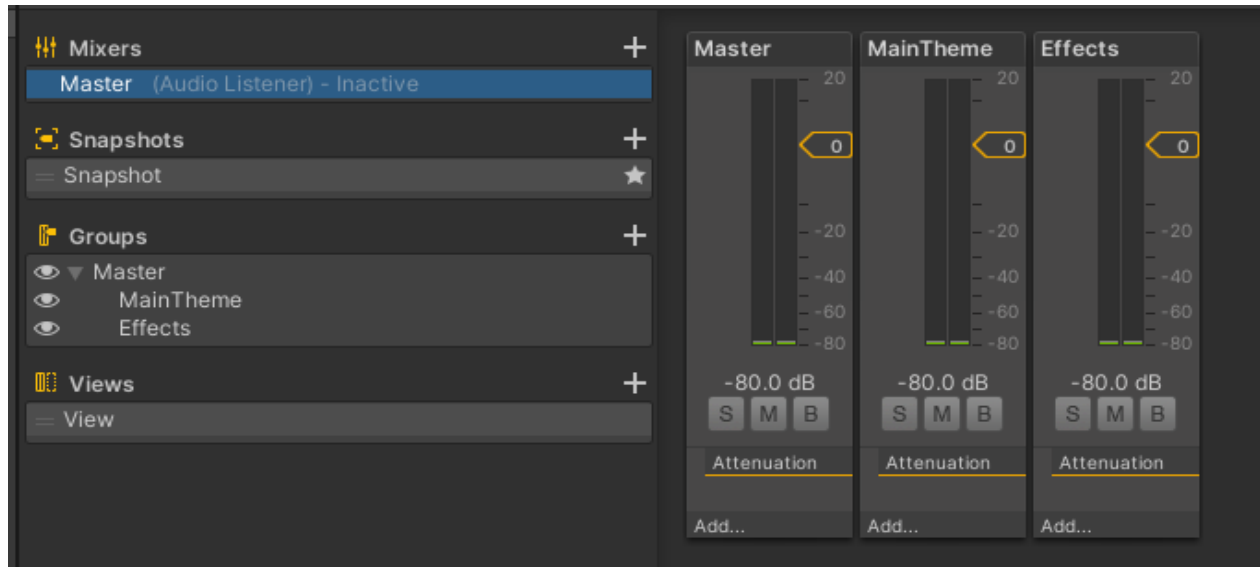 Mixers
Master (Audio Listener) - Inactive
Snapshots
Snapshot
Groups
Master
MainTheme
Effects
Views
View
Master
20
0
-20
-40
-60
-80
-80.0 dB
S M B
Attenuation
Add...
MainTheme
20
0
-20
-40
-60
-80
-80.0 dB
S M B
Attenuation
Add...
Effects
20
0
-20
-40
-60
-80
-80.0 dB
S M B
Attenuation
Add...